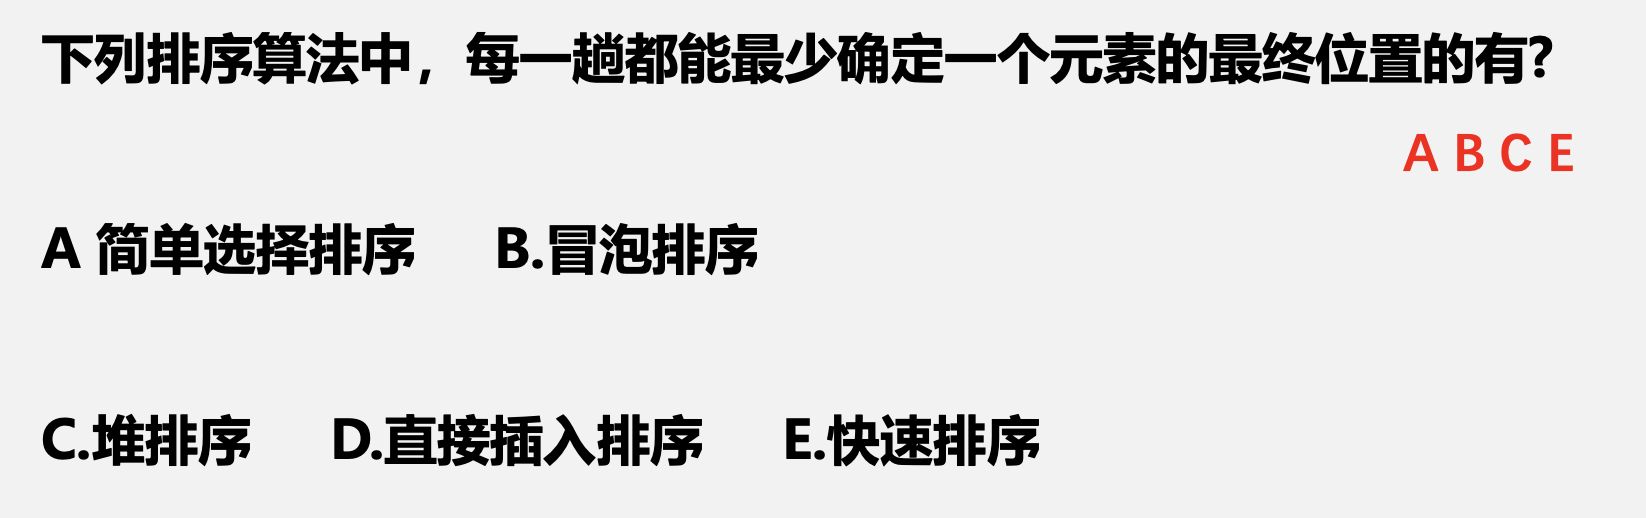 下列排序算法中，每一趟都能最少确定一个元素的最终位置的有?
A B C E
A 简单选择排序 B.冒泡排序
C.堆排序 D.直接插入排序 E.快速排序